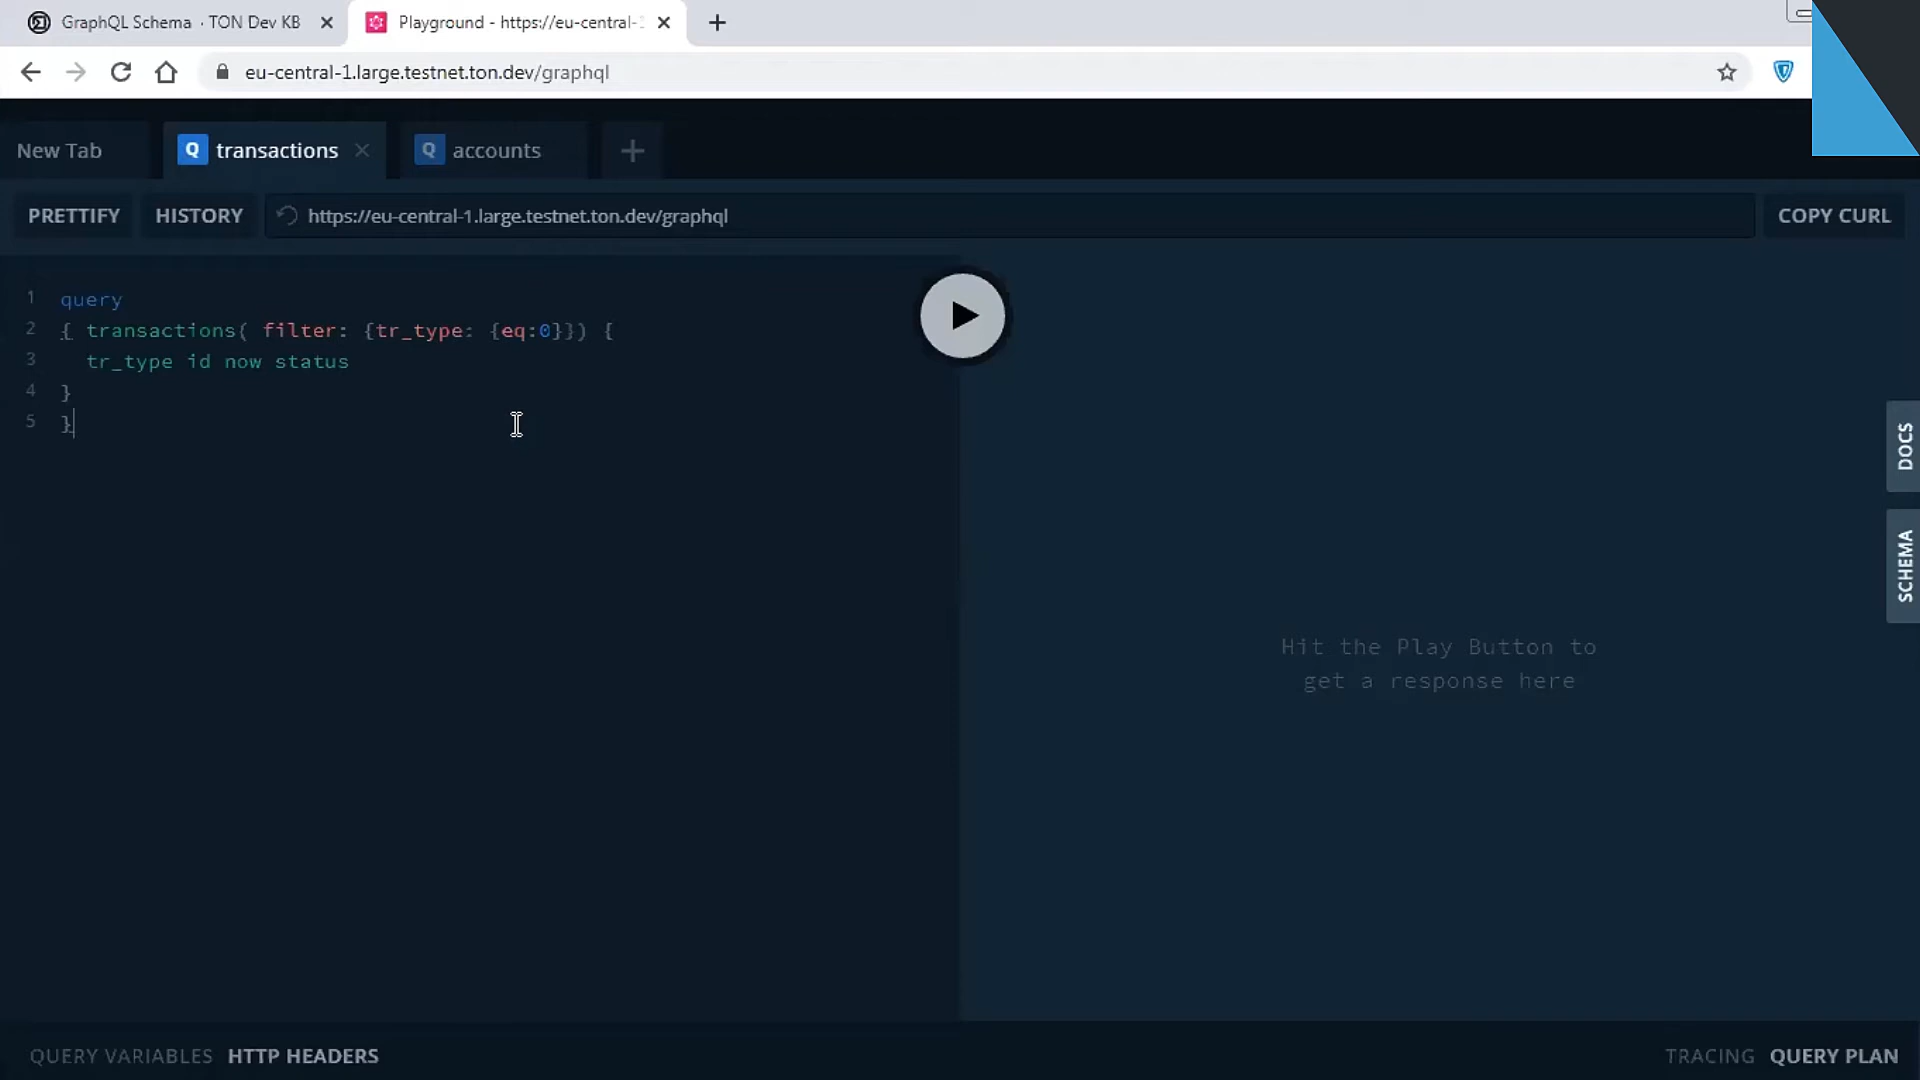 GraphQL Schema · TON Dev KB
Playground - https://eu-central-
eu-central-1.large.testnet.ton.dev/graphql
New Tab
Q transactions
Q accounts
PRETTIFY
HISTORY
https://eu-central-1.large.testnet.ton.dev/graphql
COPY CURL
1 query
2 { transactions( filter: {tr_type: {eq:0}}) {
3 tr_type id now status
4 }
5 }
DOCS
SCHEMA
Hit the Play Button to
get a response here
QUERY VARIABLES
HTTP HEADERS
TRACING
QUERY PLAN